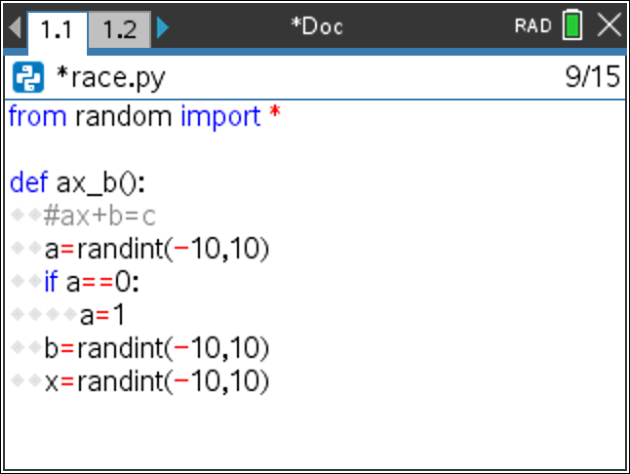 1.1 1.2 *Doc RAD
*race.py 9/15
from random import *
def ax_b():
#ax+b=c
a=randint(-10,10)
if a==0:
a=1
b=randint(-10,10)
x=randint(-10,10)